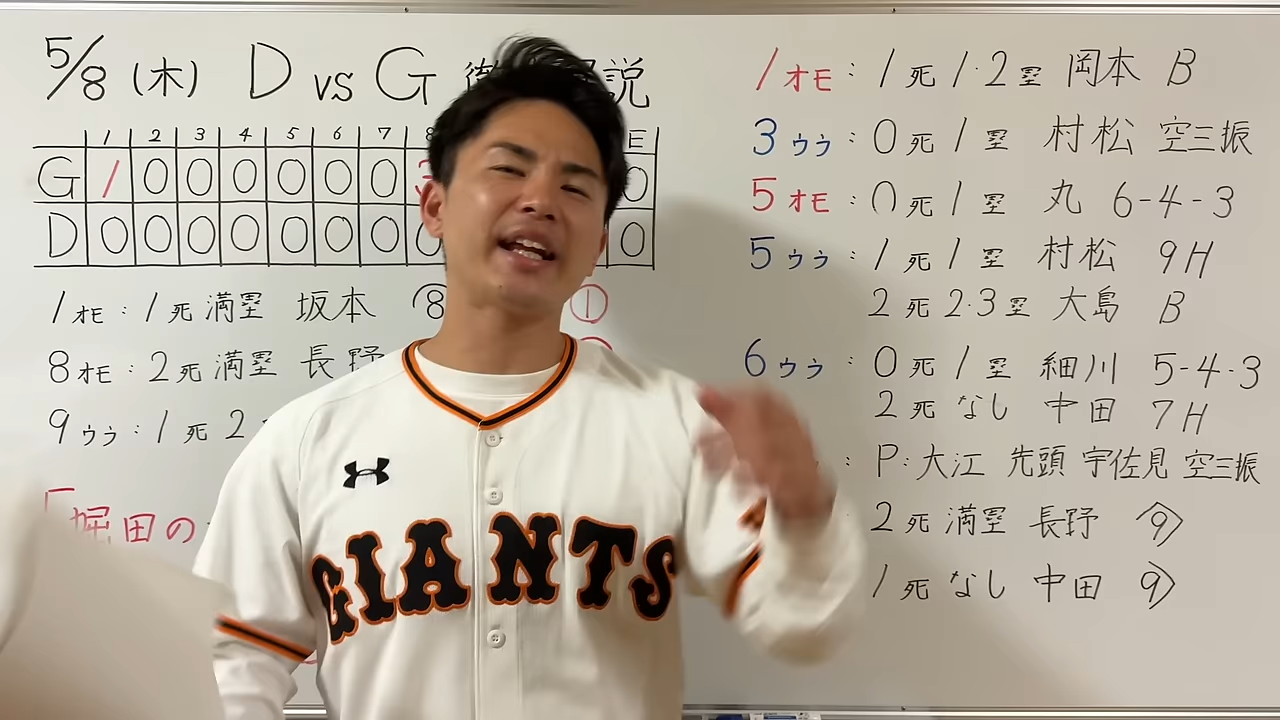 5/8 (木) D vs G 徹 説
1 2 3 4 5 6 7 8 E
G 1 0 0 0 0 0 0 3 0
D 0 0 0 0 0 0 0 0 0
1オモ : 1死満塁 坂本 8 ①
8オモ : 2死満塁 長野
9ウラ : 1死2
「堀田の
1オモ : 1死1・2塁 岡本 B
3ウラ : 0死1塁 村松 空三振
5オモ : 0死1塁 丸 6-4-3
5ウラ : 1死1塁 村松 9H
2死2・3塁 大島 B
6ウラ : 0死1塁 細川 5-4-3
2死なし 中田 7H
: P:大江 先頭 宇佐見 空三振
2死満塁 長野 9
1死なし 中田 9
GIANTS